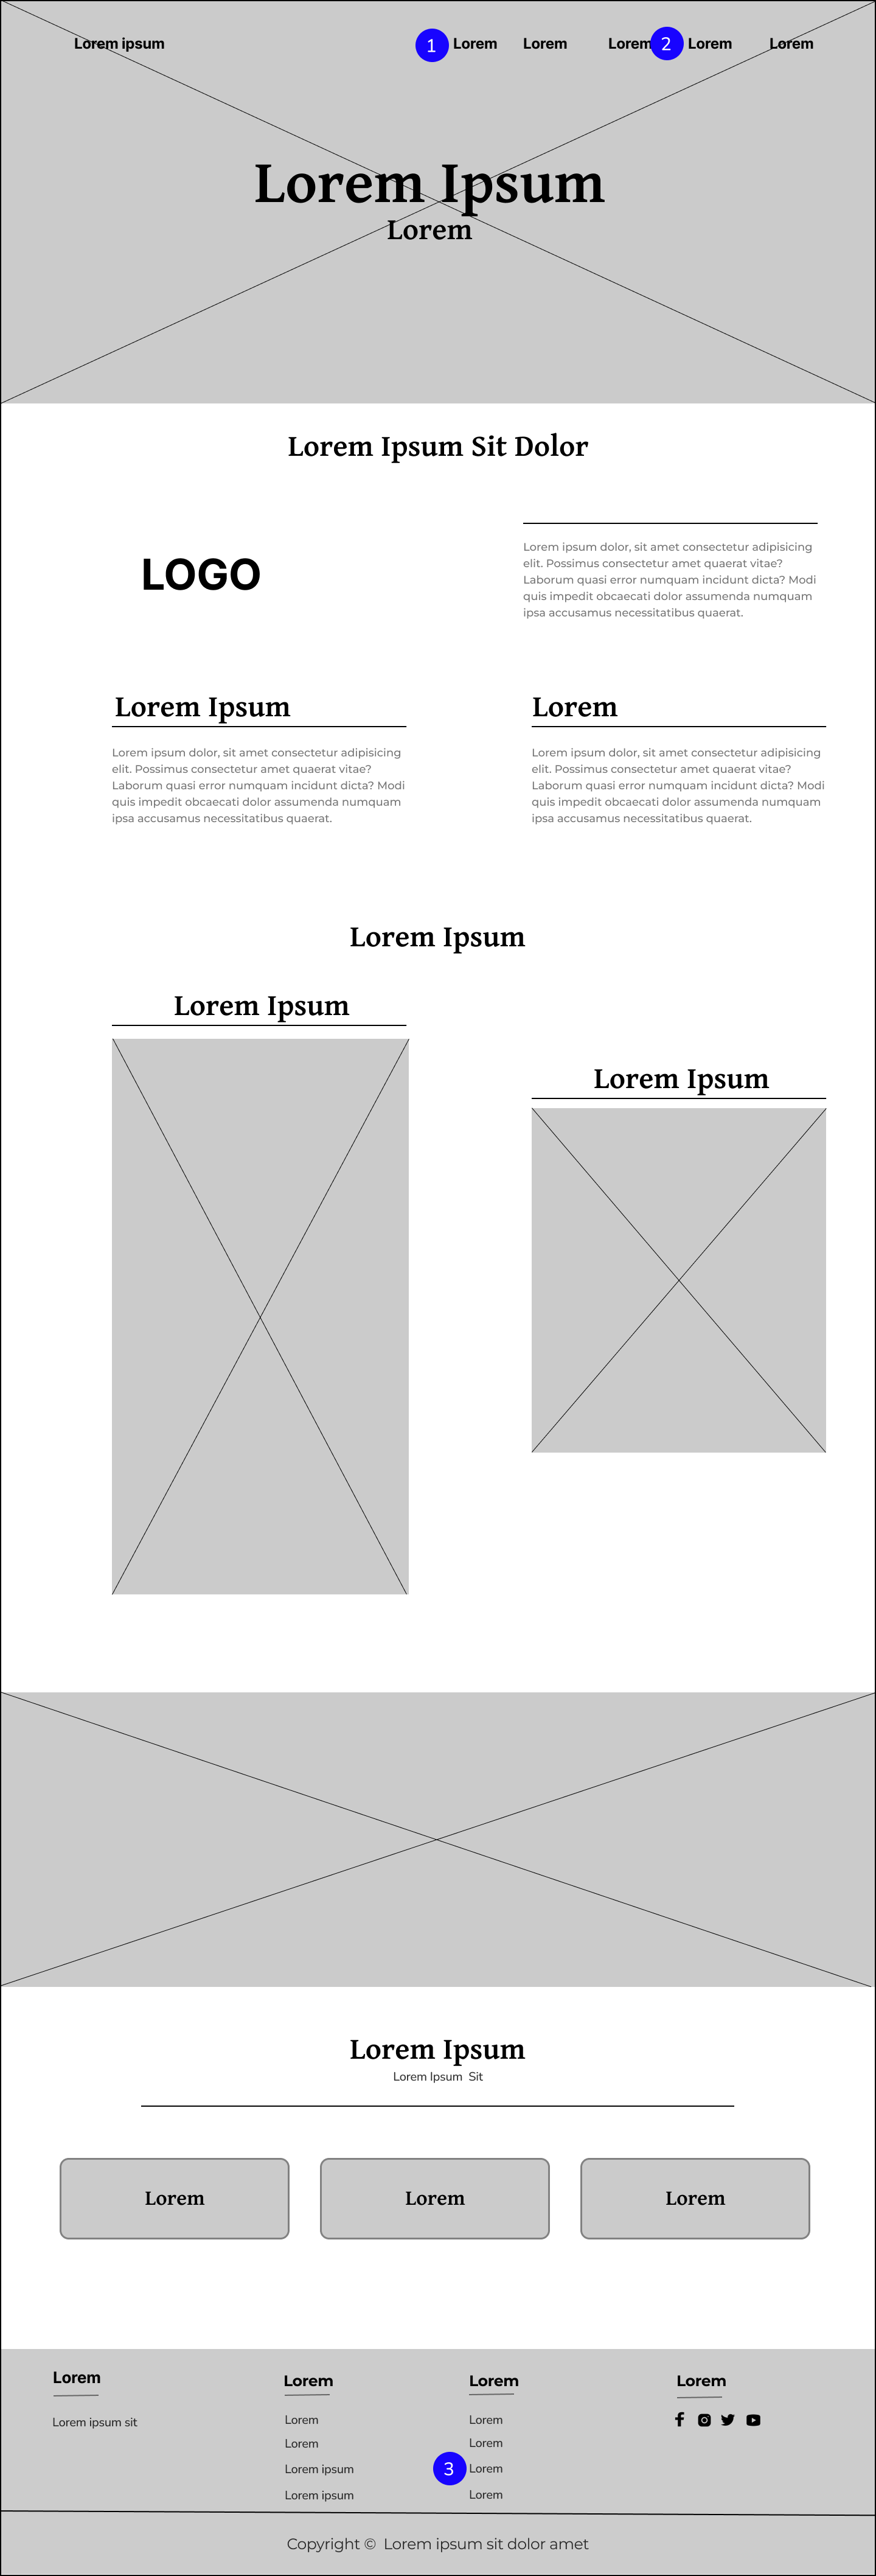 Lorem ipsum
1 Lorem Lorem Lorem 2 Lorem Lorem
Lorem Ipsum
Lorem
Lorem Ipsum Sit Dolor
LOGO
Lorem ipsum dolor, sit amet consectetur adipisicing
elit. Possimus consectetur amet quaerat vitae?
Laborum quasi error numquam incidunt dicta? Modi
quis impedit obcaecati dolor assumenda numquam
ipsa accusamus necessitatibus quaerat.
Lorem Ipsum
Lorem ipsum dolor, sit amet consectetur adipisicing
elit. Possimus consectetur amet quaerat vitae?
Laborum quasi error numquam incidunt dicta? Modi
quis impedit obcaecati dolor assumenda numquam
ipsa accusamus necessitatibus quaerat.
Lorem
Lorem ipsum dolor, sit amet consectetur adipisicing
elit. Possimus consectetur amet quaerat vitae?
Laborum quasi error numquam incidunt dicta? Modi
quis impedit obcaecati dolor assumenda numquam
ipsa accusamus necessitatibus quaerat.
Lorem Ipsum
Lorem Ipsum
Lorem Ipsum
Lorem Ipsum
Lorem Ipsum Sit
Lorem
Lorem
Lorem
Lorem
Lorem ipsum sit
Lorem
Lorem
Lorem
Lorem ipsum
Lorem ipsum
Lorem
Lorem
Lorem
3 Lorem
Lorem
Lorem
Copyright © Lorem ipsum sit dolor amet